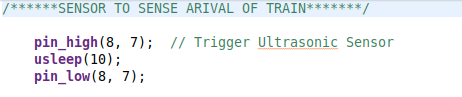 /******SENSOR TO SENSE ARIVAL OF TRAIN*******/
pin_high(8, 7);  // Trigger Ultrasonic Sensor
usleep(10);
pin_low(8, 7);